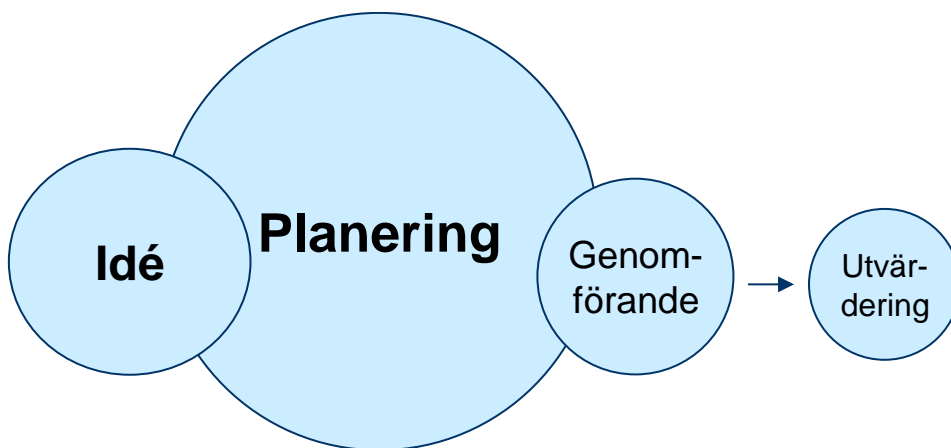 Idé
Planering
Genom-
förande
Utvär-
dering